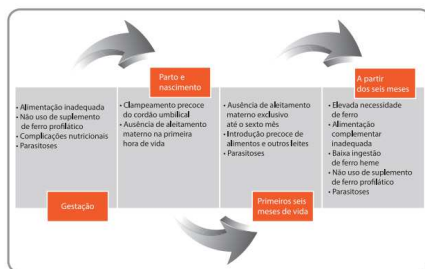 • Alimentação inadequada
• Não uso de suplemento
de ferro profilático
• Complicações nutricionais
• Parasitoses
Gestação
Parto e
nascimento
• Clampeamento precoce
do cordão umbilical
• Ausência de aleitamento
materno na primeira
hora de vida
• Ausência de aleitamento
materno exclusivo
até o sexto mês
• Introdução precoce de
alimentos e outros leites
• Parasitoses
Primeiros seis
meses de vida
A partir
dos seis meses
• Elevada necessidade
de ferro
• Alimentação
complementar
inadequada
• Baixa ingestão
de ferro heme
• Não uso de suplemento
de ferro profilático
• Parasitoses